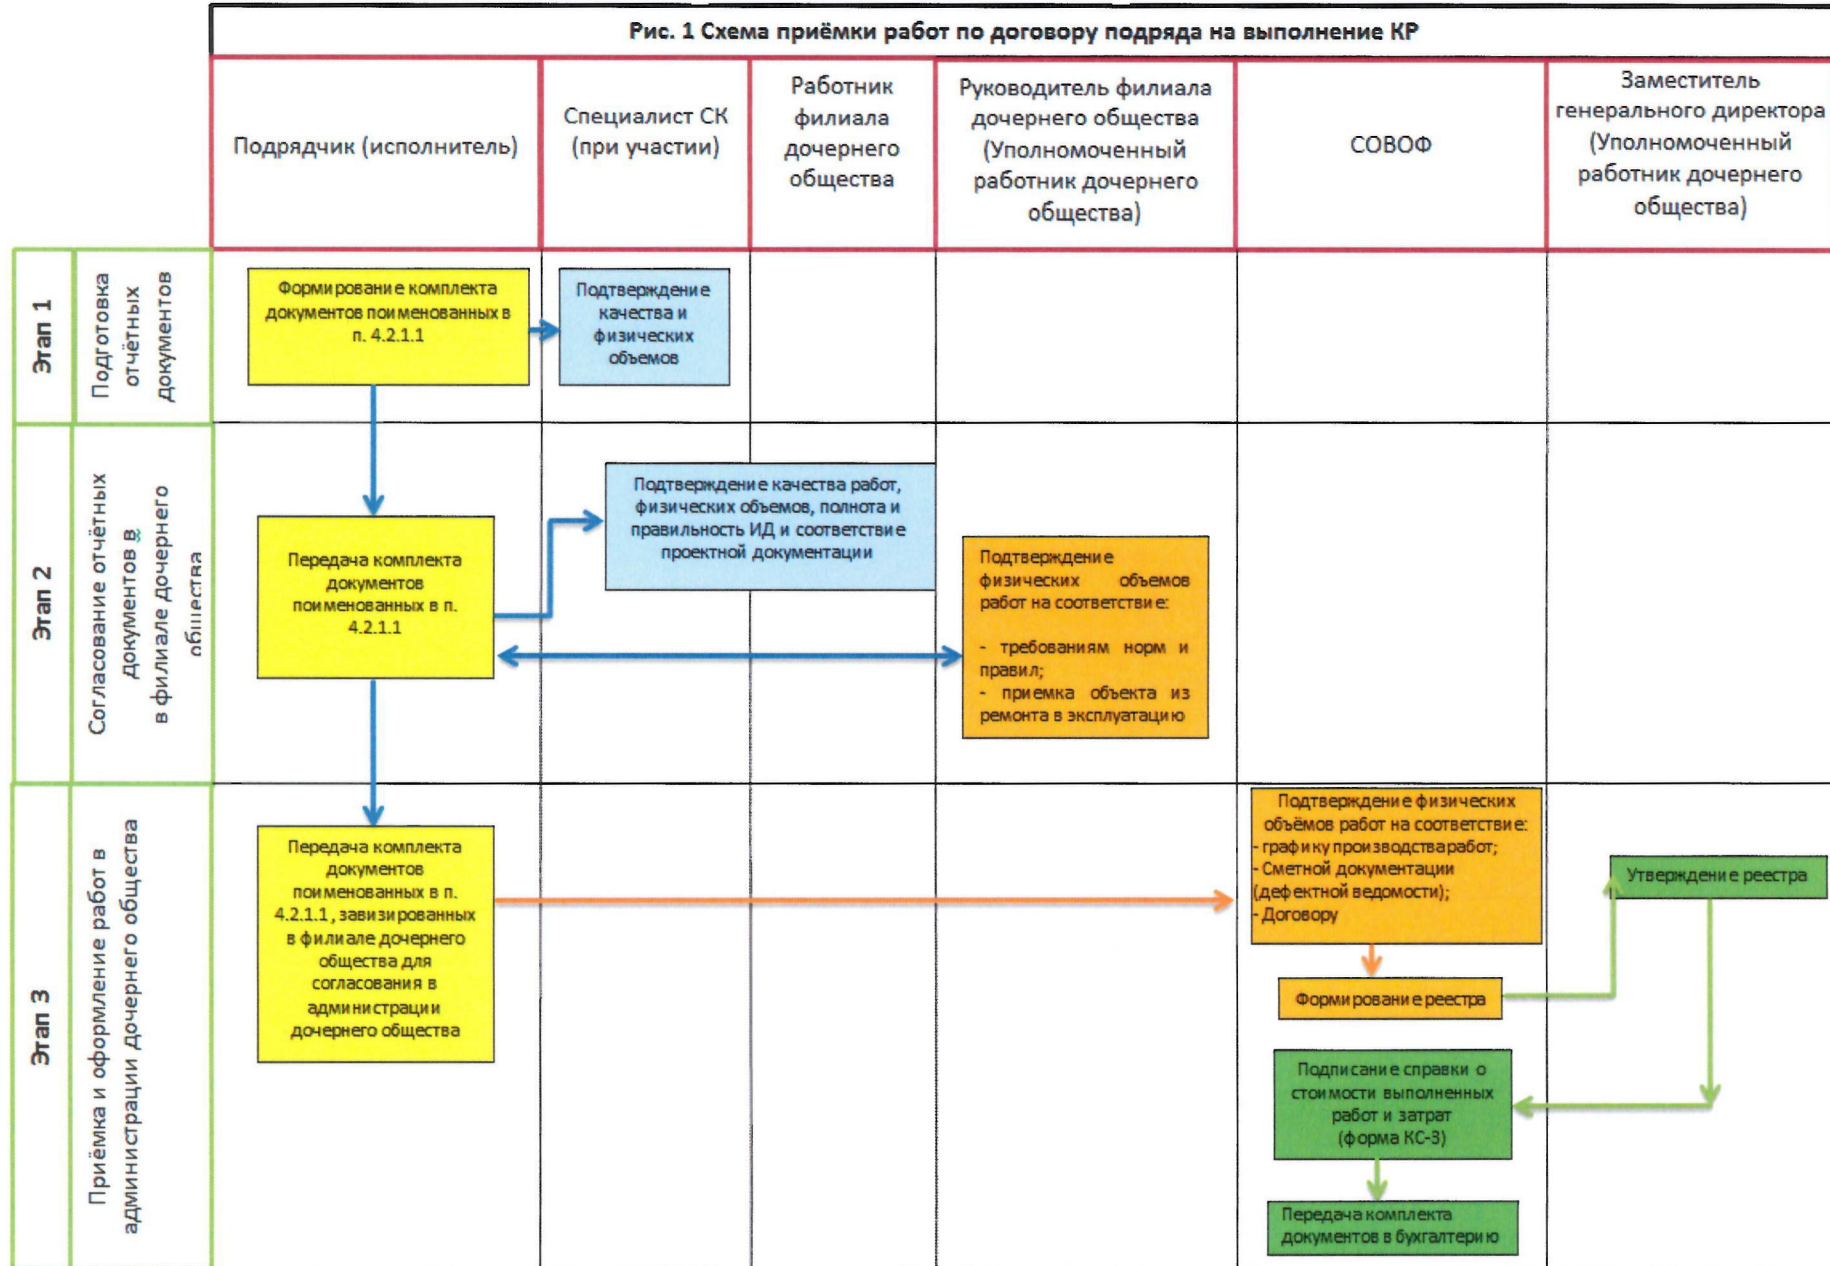 Рис. 1 Схема приёмки работ по договору подряда на выполнение КР
Подрядчик (исполнитель)
Специалист СК
(при участии)
Работник
филиала
дочернего
общества
Руководитель филиала
дочернего общества
(Уполномоченный
работник дочернего
общества)
СОВОФ
Заместитель
генерального директора
(Уполномоченный
работник дочернего
общества)
Этап 1
Подготовка
отчётных
документов
Формирование комплекта
документов поименованных в
п. 4.2.1.1
Подтверждение
качества и
физических
объемов
Этап 2
Согласование отчётных
документов в
в филиале дочернего
общества
Передача комплекта
документов
поименованных в п.
4.2.1.1
Подтверждение качества работ,
физических объемов, полнота и
правильность ИД и соответствие
проектной документации
Подтверждение
физических объемов
работ на соответствие:
- требованиям норм и
правил;
- приемка объекта из
ремонта в эксплуатацию
Этап 3
Приёмка и оформление работ в
администрации дочернего общества
Передача комплекта
документов
поименованных в п.
4.2.1.1, завизированных
в филиале дочернего
общества для
согласования в
администрации
дочернего общества
Подтверждение физических
объёмов работ на соответствие:
- графику производстваработ;
- Сметной документации
(дефектной ведомости);
- Договору
Утверждение реестра
Формирование реестра
Подписание справки о
стоимости выполненных
работ и затрат
(форма КС-3)
Передача комплекта
документов в бухгалтерию